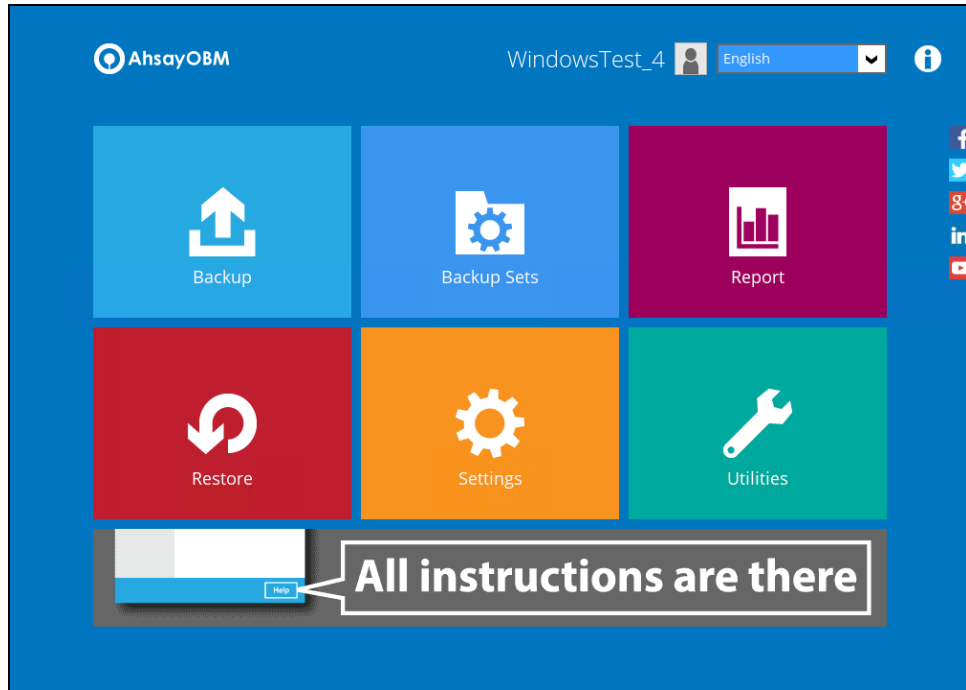 AhsayOBM
WindowsTest_4
English
Backup
Backup Sets
Report
Restore
Settings
Utilities
Help
All instructions are there